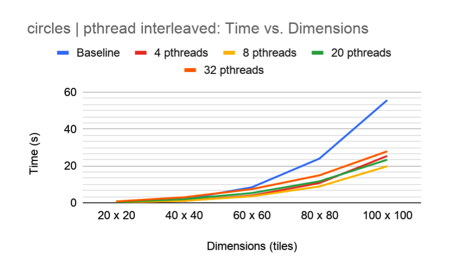 circles | pthread interleaved: Time vs. Dimensions
Baseline 4 pthreads 8 pthreads 20 pthreads
32 pthreads
60
40
20
0
Time (s)
20 x 20 40 x 40 60 x 60 80 x 80 100 x 100
Dimensions (tiles)